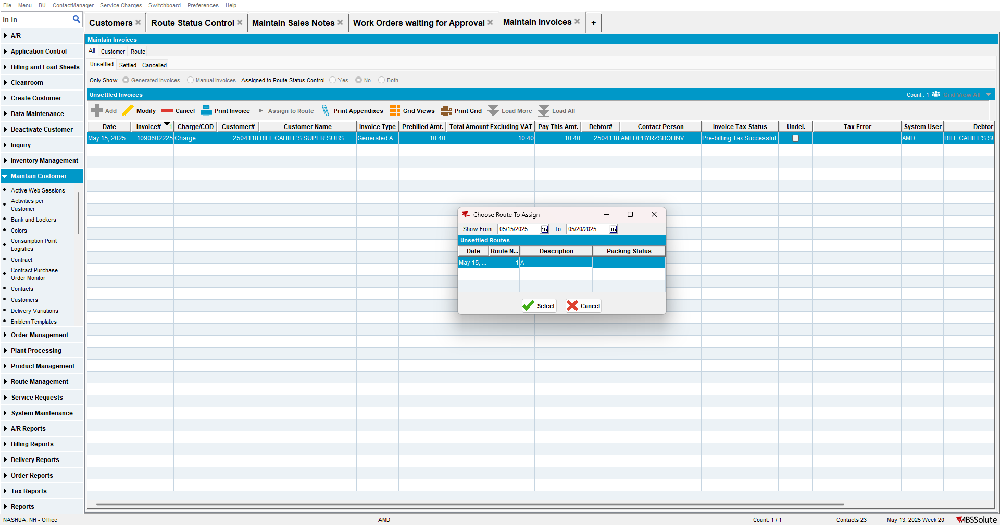 File Menu BU ContactManager Service Charges Switchboard Preferences Help
in in
Customers Route Status Control Maintain Sales Notes Work Orders waiting for Approval Maintain Invoices +
Maintain Invoices
All Customer Route
Unsettled Settled Cancelled
Only Show Generated Invoices Manual Invoices Assigned to Route Status Control Yes No Both
Unsettled Invoices Count : 1 Grid View All
Add Modify Cancel Print Invoice Assign to Route Print Appendixes Grid Views Print Grid Load More Load All
Date Invoice# 1 Charge/COD Customer# Customer Name Invoice Type Prebilled Amt. Total Amount Excluding VAT Pay This Amt. Debtor# Contact Person Invoice Tax Status Undel. Tax Error System User Debtor
May 15, 2025 1090602225 Charge 2504118 BILL CAHILL'S SUPER SUBS Generated A... 10.40 10.40 10.40 2504118 AMFDPBYRZSBQHNV Pre-billing Tax Successful AMD BILL CAHILL'S SU
A/R
Application Control
Billing and Load Sheets
Cleanroom
Create Customer
Data Maintenance
Deactivate Customer
Inquiry
Inventory Management
Maintain Customer
Active Web Sessions
Activities per
Customer
Bank and Lockers
Colors
Consumption Point
Logistics
Contract
Contract Purchase
Order Monitor
Contacts
Customers
Delivery Variations
Emblem Templates
Order Management
Plant Processing
Product Management
Route Management
Service Requests
System Maintenance
A/R Reports
Billing Reports
Delivery Reports
Order Reports
Tax Reports
Reports
Choose Route To Assign
Show From 05/15/2025 16 To 05/20/2025 16
Unsettled Routes
Date Route N... Description Packing Status
May 15, ... 1 A
Select Cancel
NASHUA, NH - Office AMD Count: 1 / 1 Contacts 23 May 13, 2025 Week 20 ABSSolute